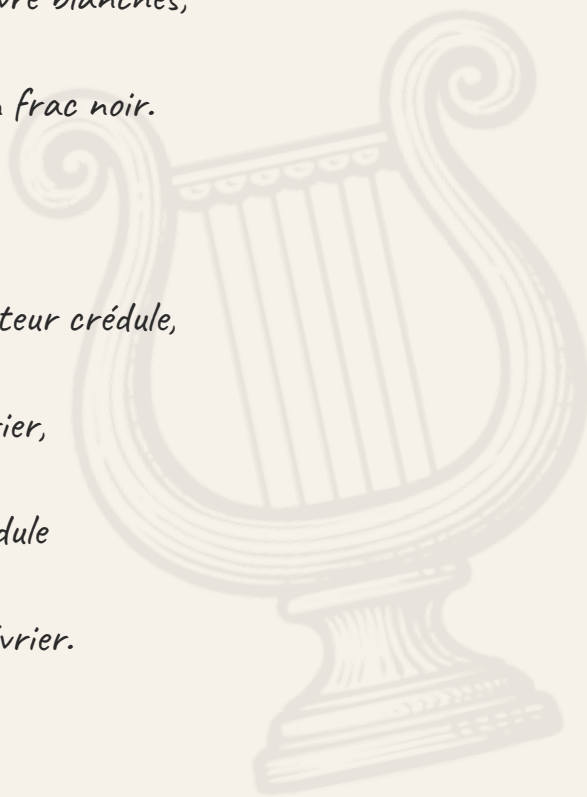 blanches,
frac noir.
teur crédule,
ier,
dule
vrier.